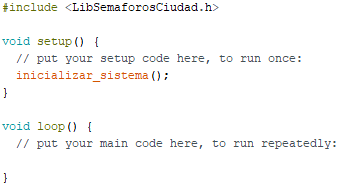 #include <LibSemaforosCiudad.h>
void setup() {
// put your setup code here, to run once:
inicializar_sistema();
}
void loop() {
// put your main code here, to run repeatedly:
}